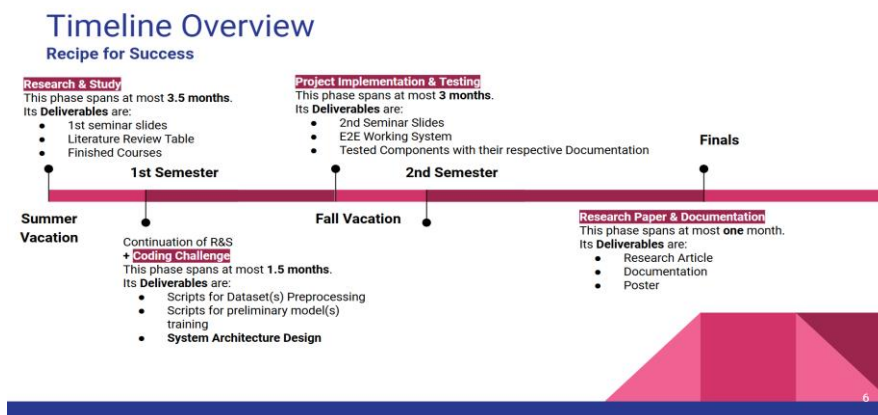 Timeline Overview
Recipe for Success
Research & Study
This phase spans at most 3.5 months.
Its Deliverables are:
● 1st seminar slides
● Literature Review Table
● Finished Courses
Project Implementation & Testing
This phase spans at most 3 months.
Its Deliverables are:
● 2nd Seminar Slides
● E2E Working System
● Tested Components with their respective Documentation
Finals
1st Semester
2nd Semester
Summer
Vacation
Fall Vacation
Continuation of R&S
+ Coding Challenge
This phase spans at most 1.5 months.
Its Deliverables are:
● Scripts for Dataset(s) Preprocessing
● Scripts for preliminary model(s)
training
● System Architecture Design
Research Paper & Documentation
This phase spans at most one month.
Its Deliverables are:
● Research Article
● Documentation
● Poster
6